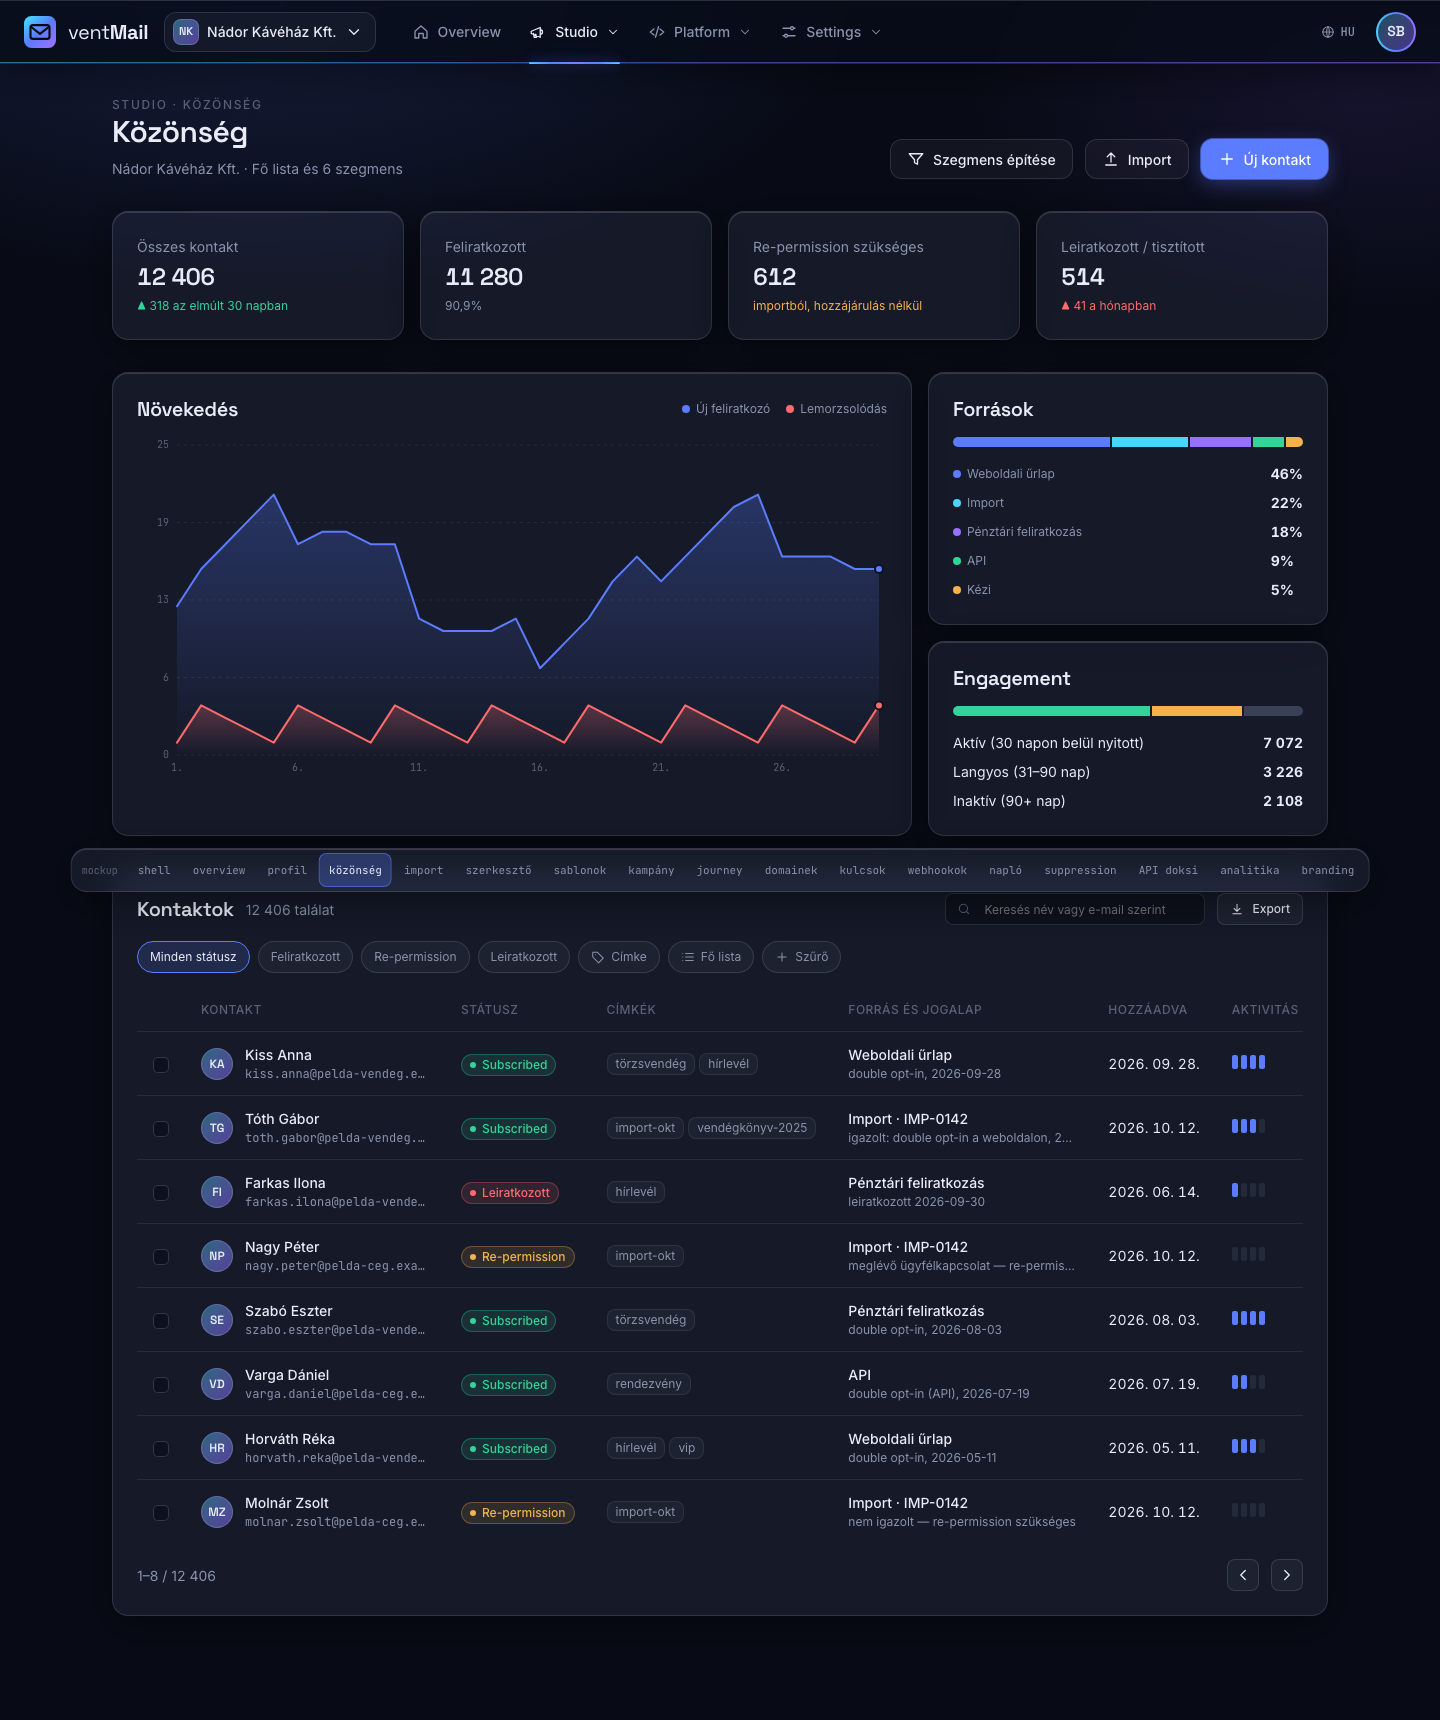 ventMail
NK Nádor Kávéház Kft.
Overview
Studio
Platform
Settings
HU
SB
STUDIO · KÖZÖNSÉG
Közönség
Nádor Kávéház Kft. · Fő lista és 6 szegmens
Szegmens építése
Import
Új kontakt
Összes kontakt
12 406
▲ 318 az elmúlt 30 napban
Feliratkozott
11 280
90,9%
Re-permission szükséges
612
importból, hozzájárulás nélkül
Leiratkozott / tisztított
514
▲ 41 a hónapban
Növekedés
Új feliratkozó
Lemorzsolódás
25
19
13
6
0
1. 6. 11. 16. 21. 26.
Források
Weboldali űrlap 46%
Import 22%
Pénztári feliratkozás 18%
API 9%
Kézi 5%
Engagement
Aktív (30 napon belül nyitott) 7 072
Langyos (31–90 nap) 3 226
Inaktív (90+ nap) 2 108
mockup shell overview profil közönség import szerkesztő sablonok kampány journey domainek kulcsok webhookok napló suppression API doksi analitika branding
Kontaktok 12 406 találat
Keresés név vagy e-mail szerint
Export
Minden státusz Feliratkozott Re-permission Leiratkozott Címke Fő lista Szűrő
KONTAKT STÁTUSZ CÍMKÉK FORRÁS ÉS JOGALAP HOZZÁADVA AKTIVITÁS
KA Kiss Anna Subscribed törzsvendég hírlevél Weboldali űrlap 2026. 09. 28.
kiss.anna@pelda-vendeg.e… double opt-in, 2026-09-28
TG Tóth Gábor Subscribed import-okt vendégkönyv-2025 Import · IMP-0142 2026. 10. 12.
toth.gabor@pelda-vendeg.… igazolt: double opt-in a weboldalon, 2…
FI Farkas Ilona Leiratkozott hírlevél Pénztári feliratkozás 2026. 06. 14.
farkas.ilona@pelda-vende… leiratkozott 2026-09-30
NP Nagy Péter Re-permission import-okt Import · IMP-0142 2026. 10. 12.
nagy.peter@pelda-ceg.exa… meglévő ügyfélkapcsolat — re-permis…
SE Szabó Eszter Subscribed törzsvendég Pénztári feliratkozás 2026. 08. 03.
szabo.eszter@pelda-vende… double opt-in, 2026-08-03
VD Varga Dániel Subscribed rendezvény API 2026. 07. 19.
varga.daniel@pelda-ceg.e… double opt-in (API), 2026-07-19
HR Horváth Réka Subscribed hírlevél vip Weboldali űrlap 2026. 05. 11.
horvath.reka@pelda-vende… double opt-in, 2026-05-11
MZ Molnár Zsolt Re-permission import-okt Import · IMP-0142 2026. 10. 12.
molnar.zsolt@pelda-ceg.e… nem igazolt — re-permission szükséges
1–8 / 12 406